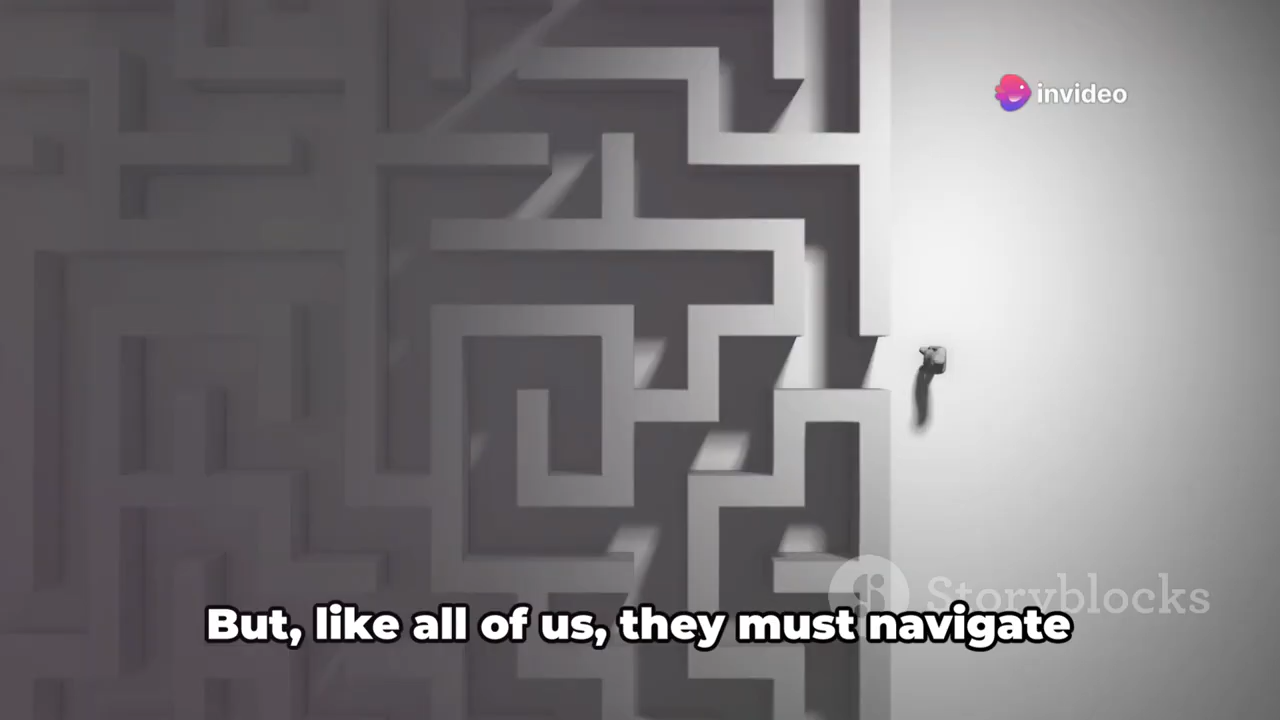 invideo
Storyblocks
But, like all of us, they must navigate